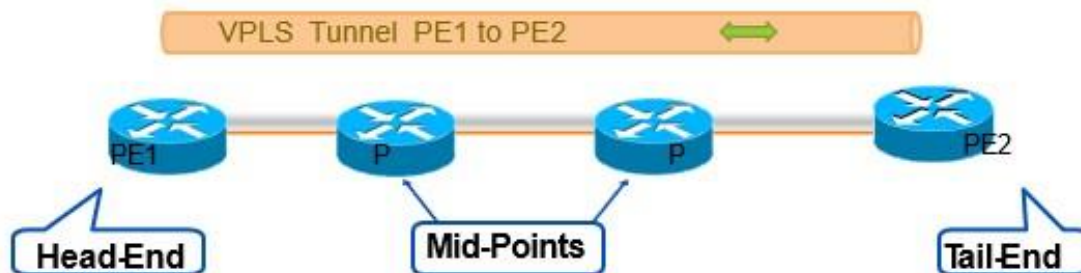 VPLS Tunnel PE1 to PE2
PE1
P
P
PE2
Head-End
Mid-Points
Tail-End